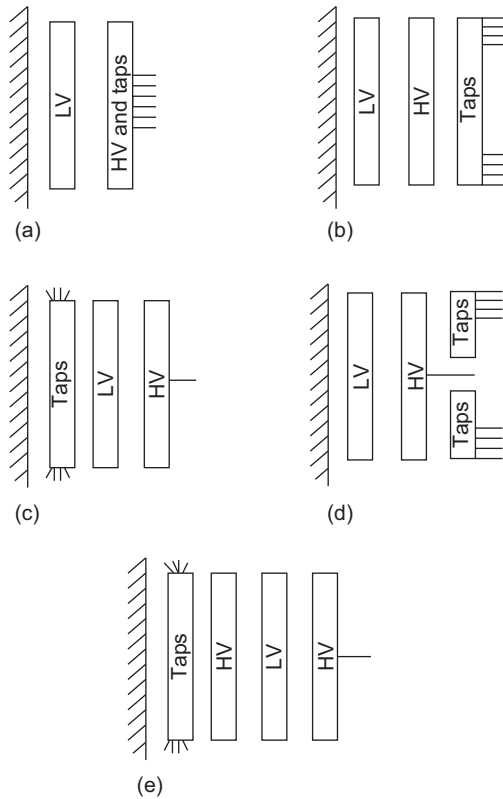 LV
HV and taps
(a)
LV
HV
Taps
(b)
Taps
LV
HV
(c)
LV
HV
Taps
Taps
(d)
Taps
HV
LV
HV
(e)